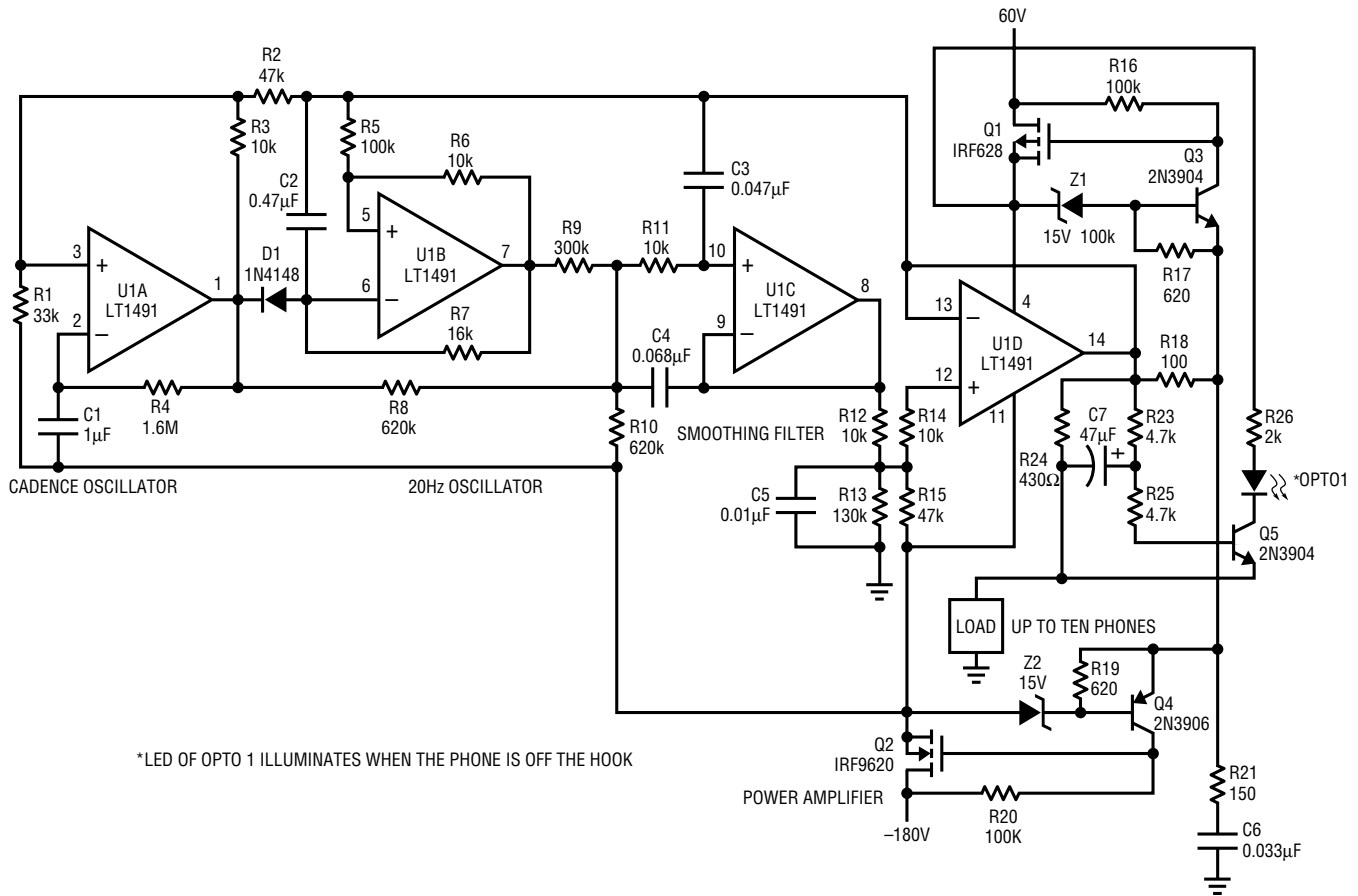 60V
R2
47k
R3
10k
R5
100k
R6
10k
C2
0.47µF
C3
0.047µF
R16
100k
Q1
IRF628
Q3
2N3904
Z1
15V
100k
R17
620
3
+
U1A
LT1491
1
2
−
R1
33k
D1
1N4148
5
+
U1B
LT1491
7
6
−
R7
16k
R9
300k
R11
10k
10
+
U1C
LT1491
8
9
−
C4
0.068µF
4
13
−
U1D
LT1491
14
12
+
11
R18
100
C1
1µF
R4
1.6M
R8
620k
R10
620k
SMOOTHING FILTER
R12
10k
R14
10k
C7
47µF
+
R23
4.7k
R24
430Ω
R25
4.7k
R26
2k
*OPTO1
Q5
2N3904
CADENCE OSCILLATOR
20Hz OSCILLATOR
C5
0.01µF
R13
130k
R15
47k
LOAD
UP TO TEN PHONES
Z2
15V
R19
620
Q4
2N3906
*LED OF OPTO 1 ILLUMINATES WHEN THE PHONE IS OFF THE HOOK
Q2
IRF9620
POWER AMPLIFIER
R20
100K
–180V
R21
150
C6
0.033µF